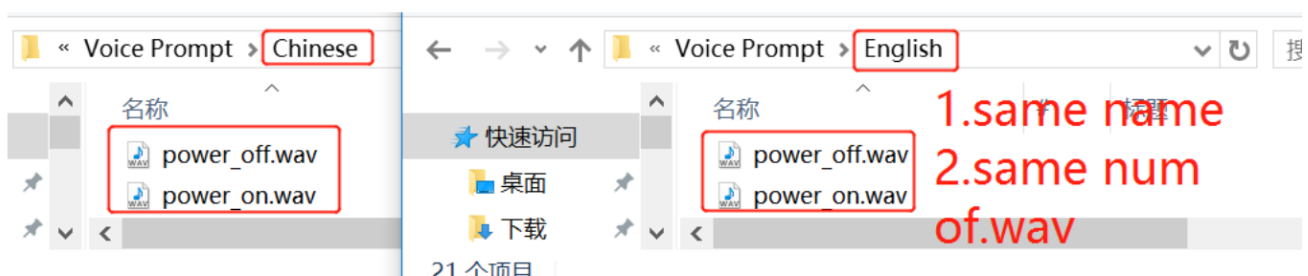 « Voice Prompt > Chinese
名称
power_off.wav
power_on.wav
« Voice Prompt > English
名称
# 标题
快速访问
桌面
下载
power_off.wav
power_on.wav
21 个项目
1.same name
2.same num
of.wav